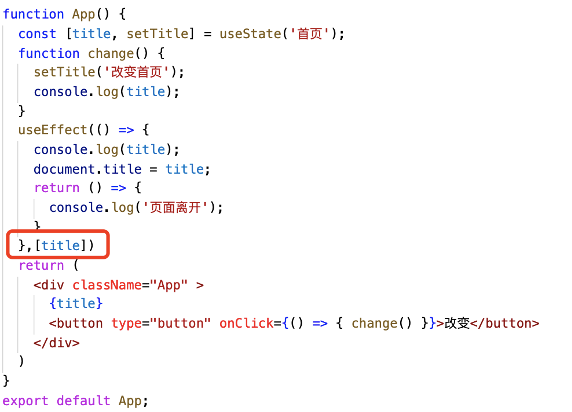 function App() {
  const [title, setTitle] = useState('首页');
  function change() {
    setTitle('改变首页');
    console.log(title);
  }
  useEffect(() => {
    console.log(title);
    document.title = title;
    return () => {
      console.log('页面离开');
    }
  },[title])
  return (
    <div className="App" >
      {title}
      <button type="button" onClick={() => { change() }}>改变</button>
    </div>
  )
}
export default App;